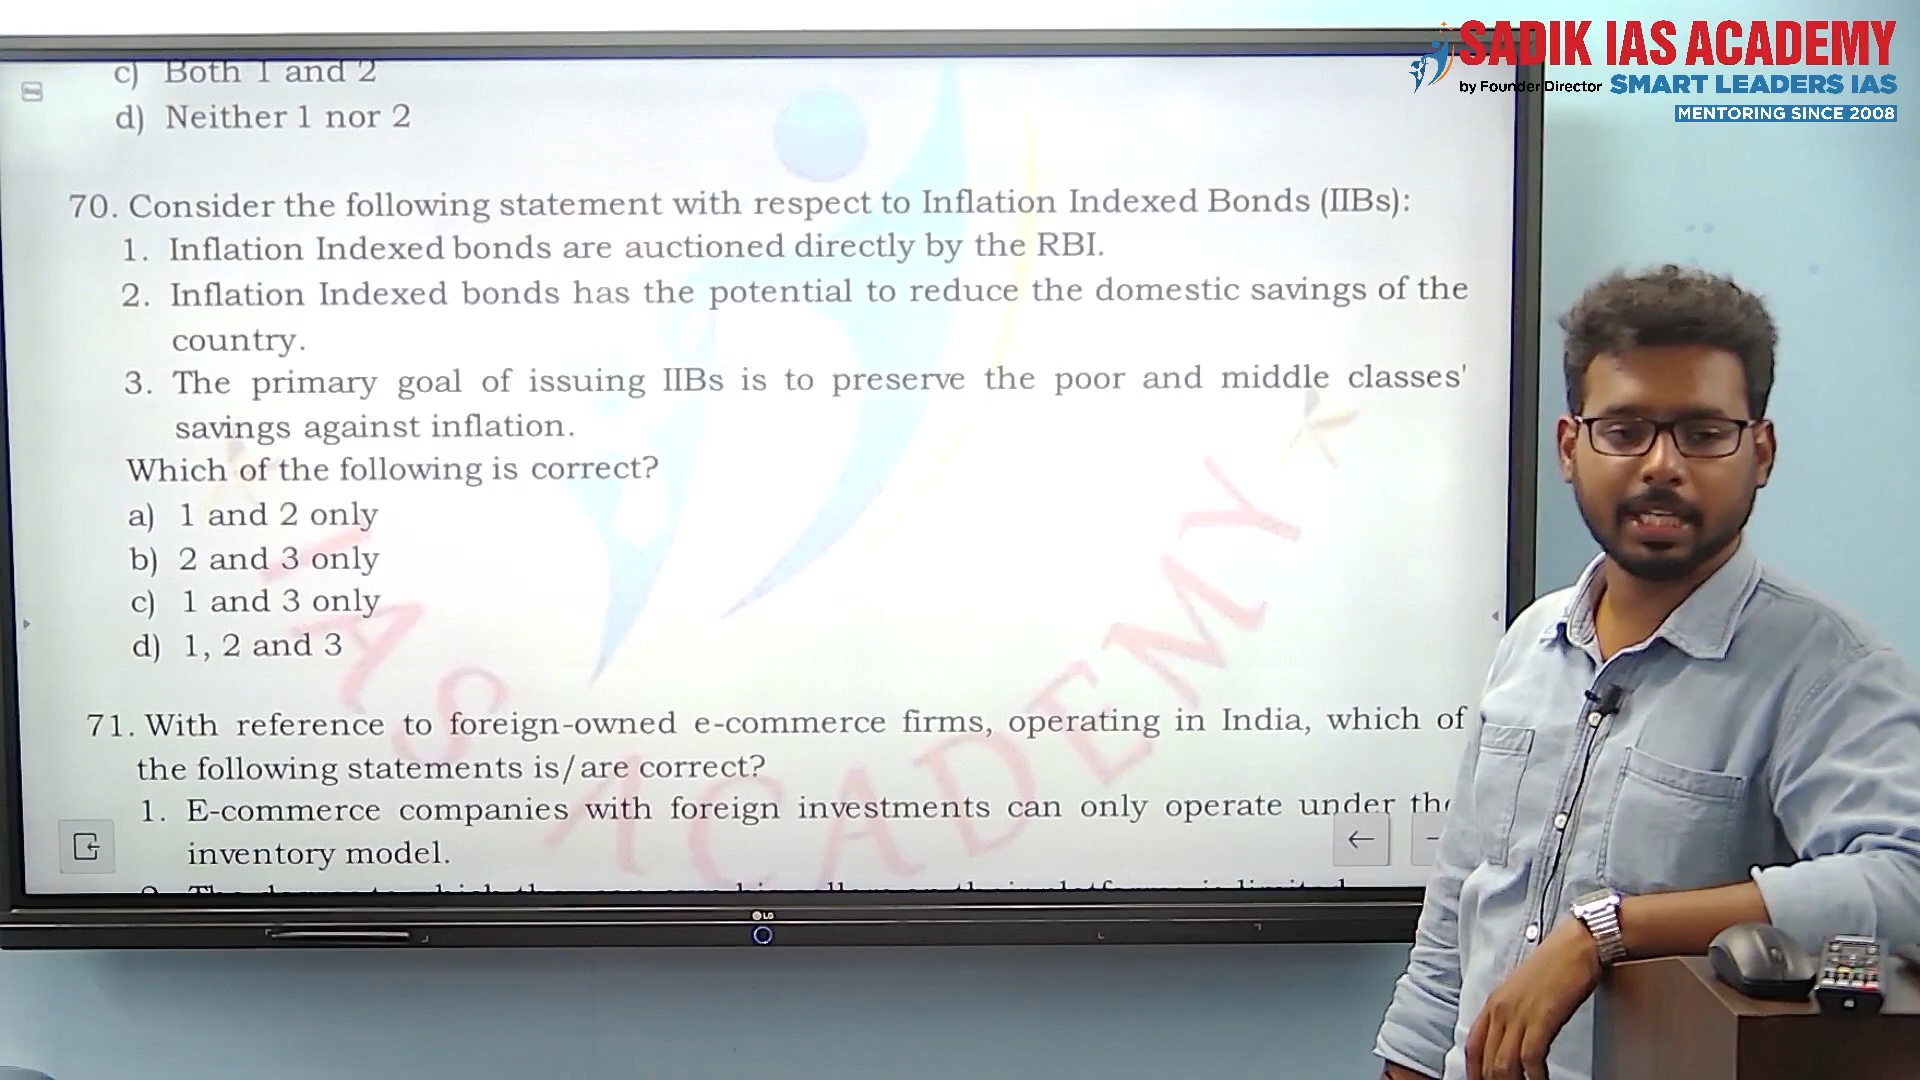 SADIK IAS ACADEMY
by Founder Director SMART LEADERS IAS
MENTORING SINCE 2008
c) Both 1 and 2
d) Neither 1 nor 2
70. Consider the following statement with respect to Inflation Indexed Bonds (IIBs):
1. Inflation Indexed bonds are auctioned directly by the RBI.
2. Inflation Indexed bonds has the potential to reduce the domestic savings of the
country.
3. The primary goal of issuing IIBs is to preserve the poor and middle classes'
savings against inflation.
Which of the following is correct?
a) 1 and 2 only
b) 2 and 3 only
c) 1 and 3 only
d) 1, 2 and 3
71. With reference to foreign-owned e-commerce firms, operating in India, which of
the following statements is/are correct?
1. E-commerce companies with foreign investments can only operate under the
inventory model.
IAS ACADEMY
LG